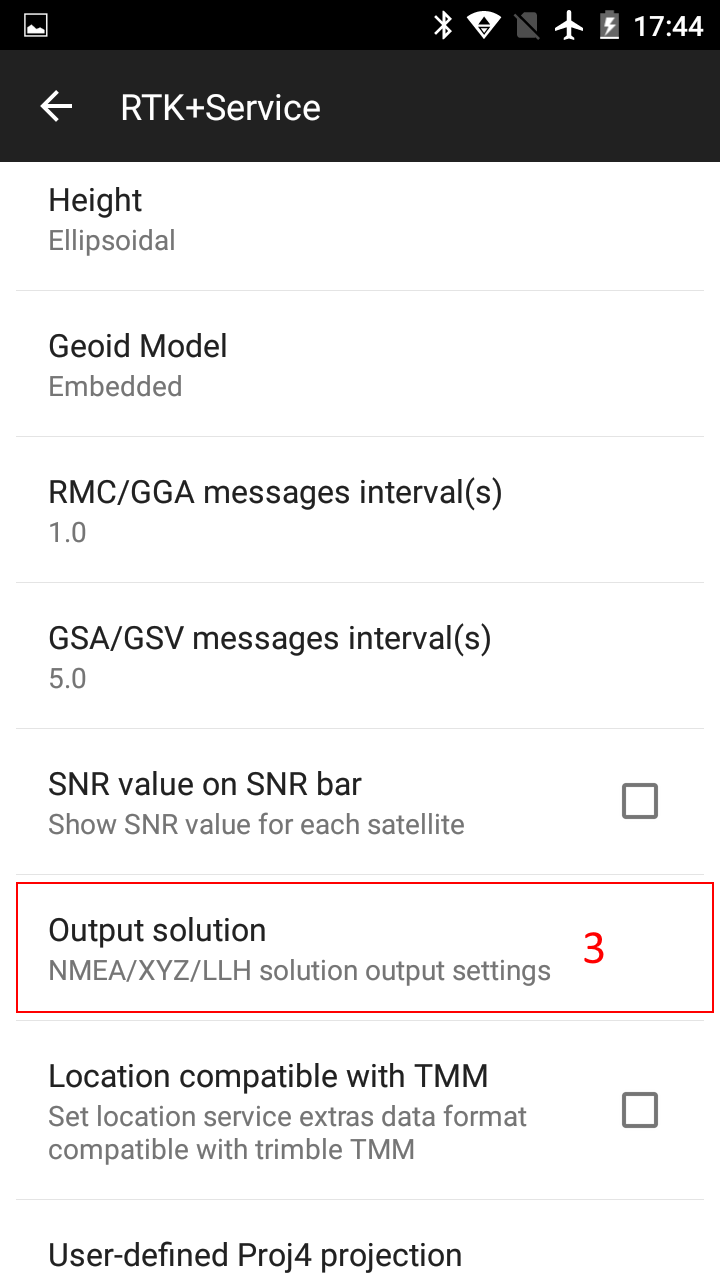 17:44
RTK+Service
Height
Ellipsoidal
Geoid Model
Embedded
RMC/GGA messages interval(s)
1.0
GSA/GSV messages interval(s)
5.0
SNR value on SNR bar
Show SNR value for each satellite
Output solution
NMEA/XYZ/LLH solution output settings
3
Location compatible with TMM
Set location service extras data format
compatible with trimble TMM
User-defined Proj4 projection